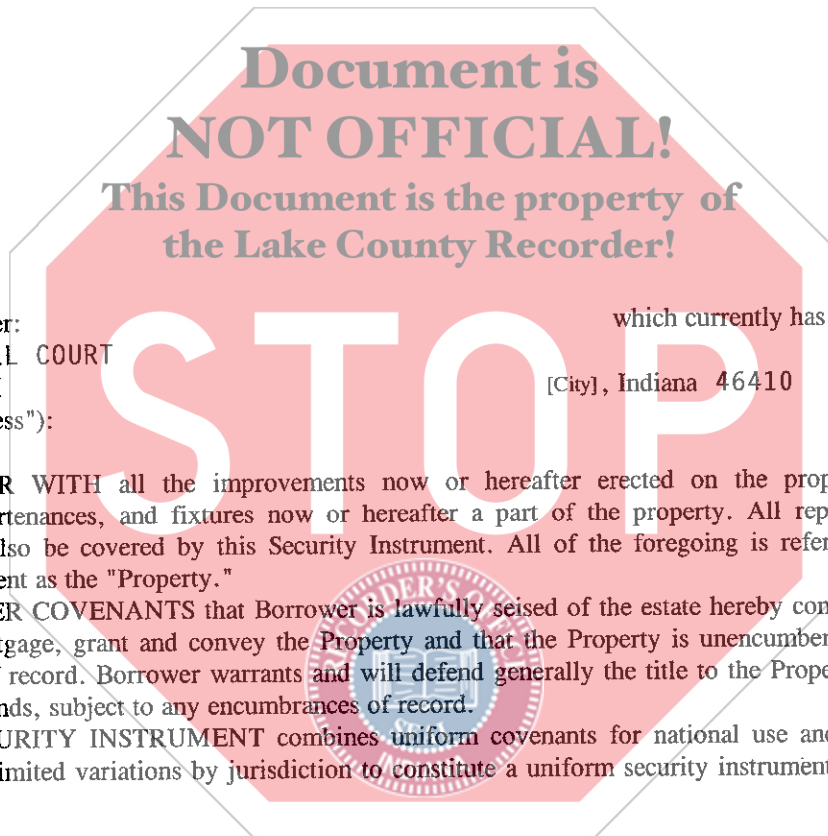 Document is
NOT OFFICIAL!
This Document is the property of
the Lake County Recorder!
STOP
er: which currently has
L COURT
[City], Indiana 46410
ess"):
R WITH all the improvements now or hereafter erected on the prop
rtenances, and fixtures now or hereafter a part of the property. All rep
lso be covered by this Security Instrument. All of the foregoing is refer
ent as the "Property."
ER COVENANTS that Borrower is lawfully seised of the estate hereby con
tgage, grant and convey the Property and that the Property is unencumber
record. Borrower warrants and will defend generally the title to the Prope
nds, subject to any encumbrances of record.
URITY INSTRUMENT combines uniform covenants for national use and
imited variations by jurisdiction to constitute a uniform security instrument
RECORDER'S OFFICE
SEAL